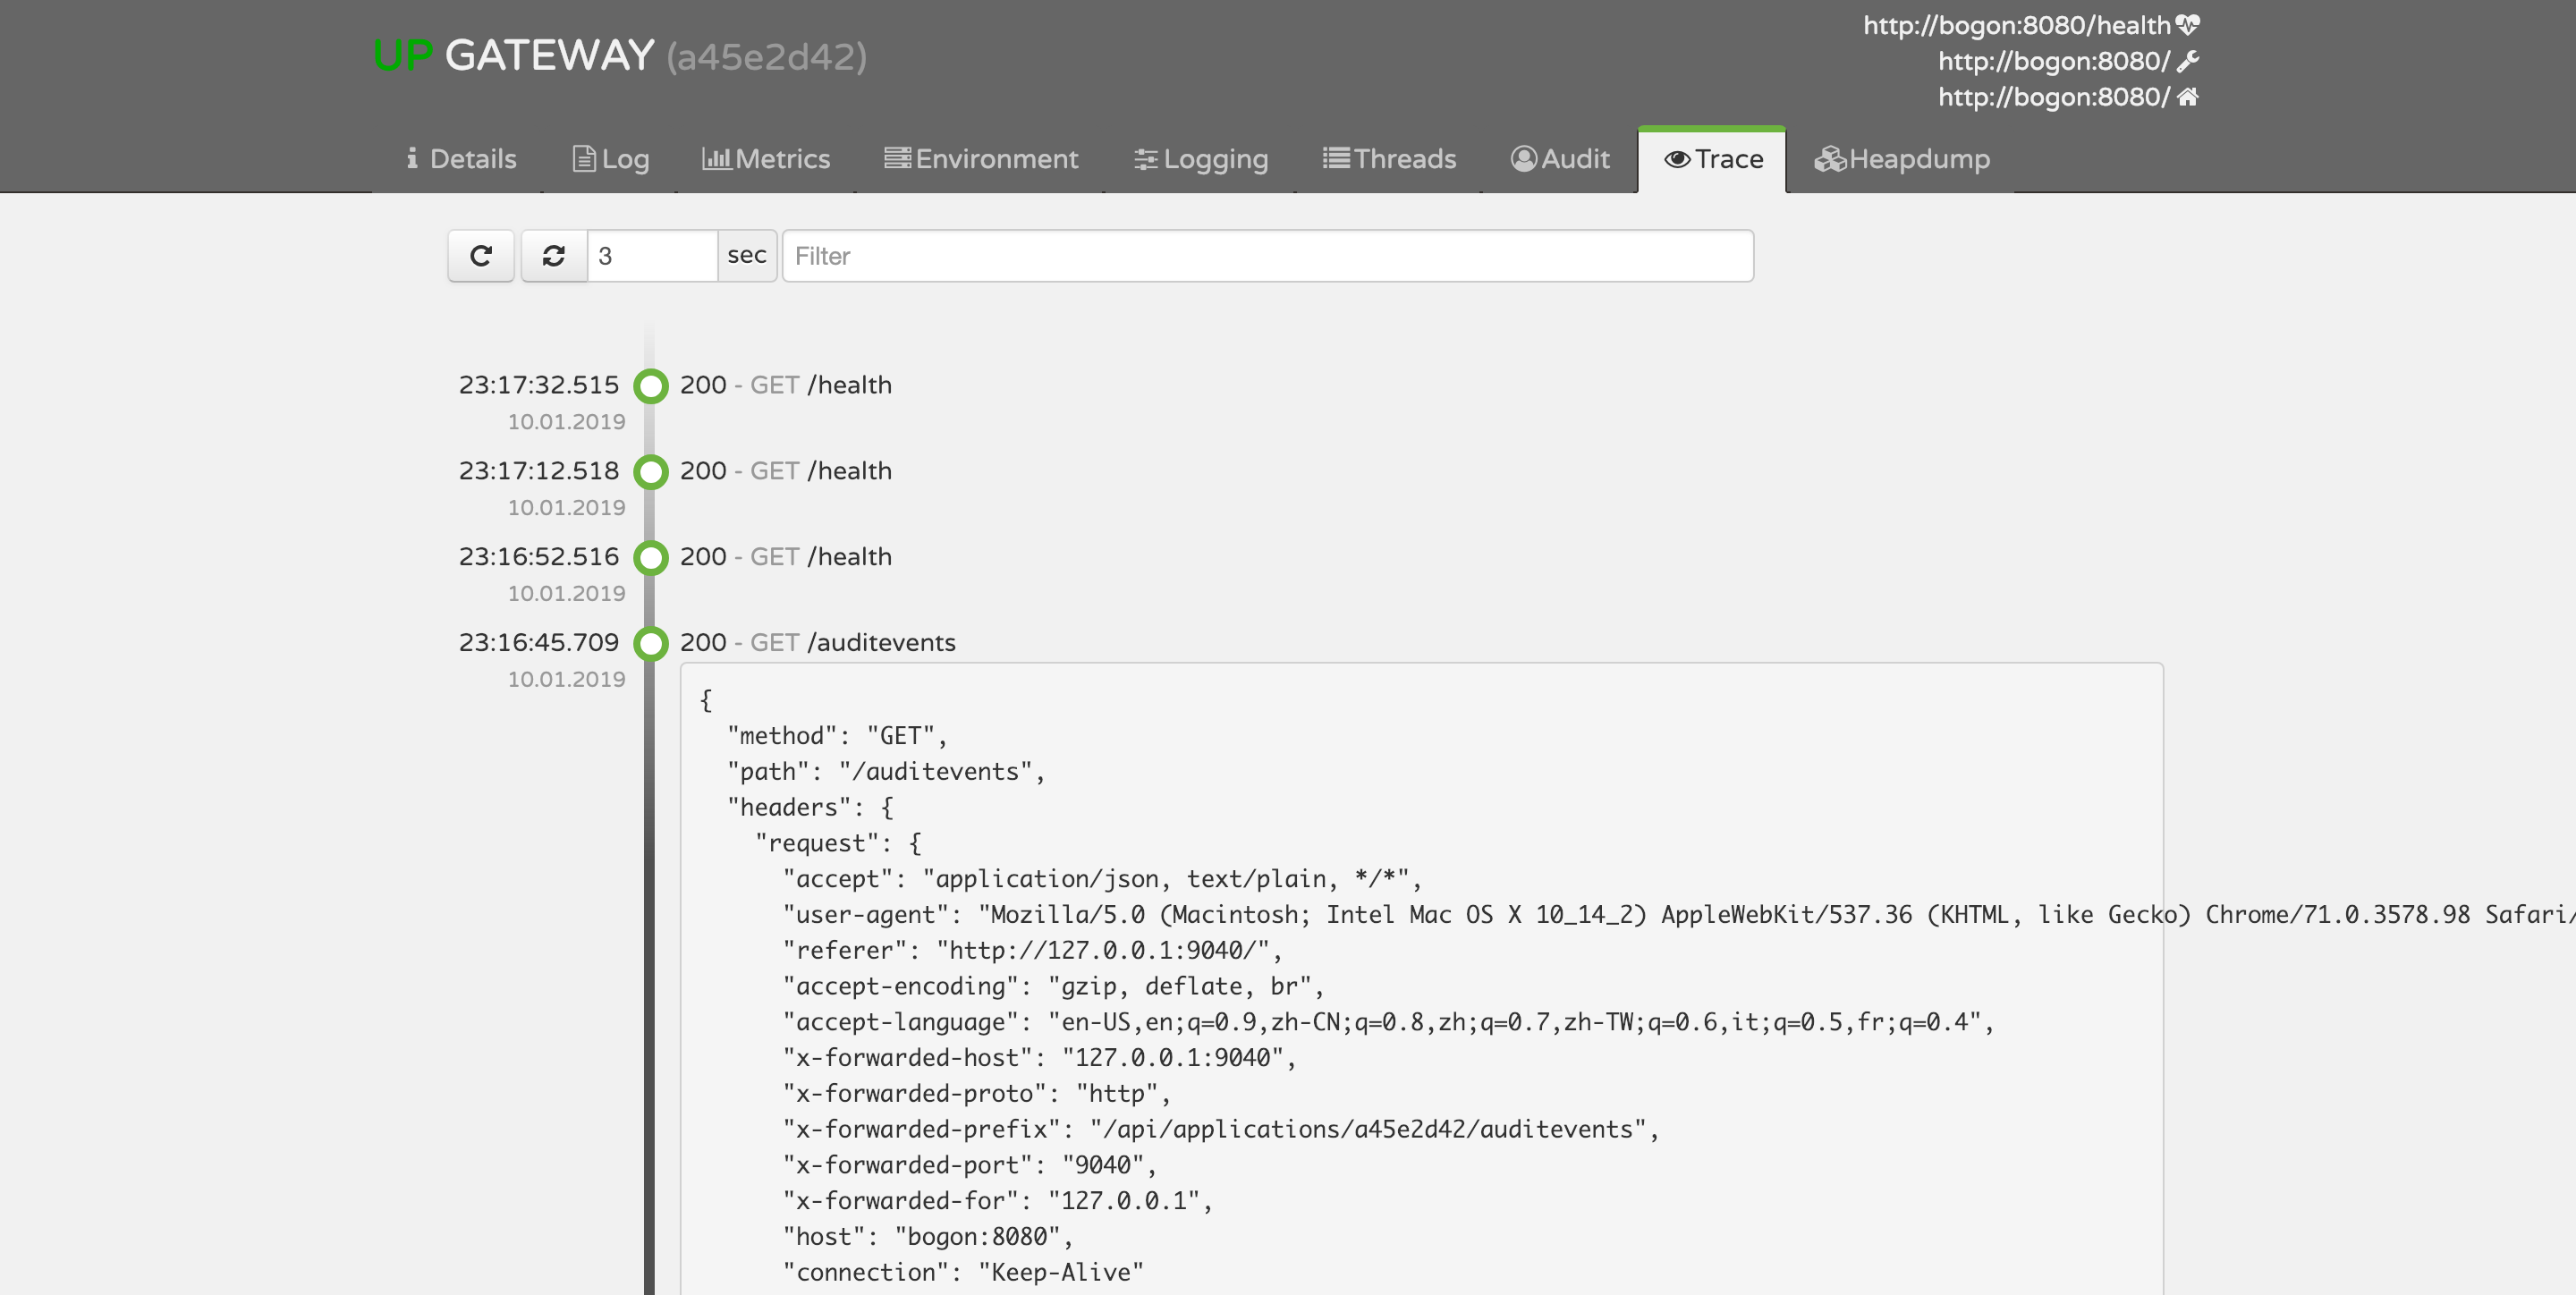 UP GATEWAY (a45e2d42)
http://bogon:8080/health
http://bogon:8080/
http://bogon:8080/
Details Log Metrics Environment Logging Threads Audit Trace Heapdump
3 sec Filter
23:17:32.515 200 - GET /health
10.01.2019
23:17:12.518 200 - GET /health
10.01.2019
23:16:52.516 200 - GET /health
10.01.2019
23:16:45.709 200 - GET /auditevents
10.01.2019
{
"method": "GET",
"path": "/auditevents",
"headers": {
"request": {
"accept": "application/json, text/plain, */*",
"user-agent": "Mozilla/5.0 (Macintosh; Intel Mac OS X 10_14_2) AppleWebKit/537.36 (KHTML, like Gecko) Chrome/71.0.3578.98 Safari/
"referer": "http://127.0.0.1:9040/",
"accept-encoding": "gzip, deflate, br",
"accept-language": "en-US,en;q=0.9,zh-CN;q=0.8,zh;q=0.7,zh-TW;q=0.6,it;q=0.5,fr;q=0.4",
"x-forwarded-host": "127.0.0.1:9040",
"x-forwarded-proto": "http",
"x-forwarded-prefix": "/api/applications/a45e2d42/auditevents",
"x-forwarded-port": "9040",
"x-forwarded-for": "127.0.0.1",
"host": "bogon:8080",
"connection": "Keep-Alive"